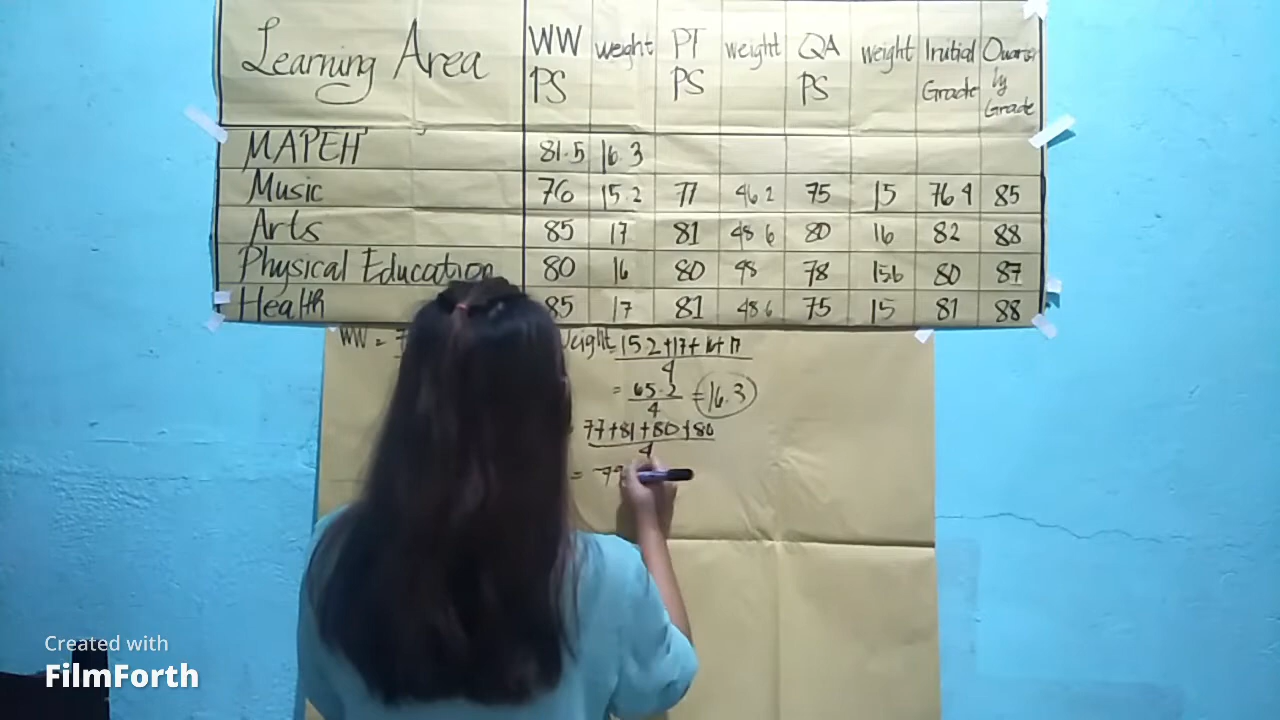 Learning Area WW PS weight PT PS weight QA PS weight Initial Grade Quarterly Grade
MAPEH 81.5 16.3
Music 76 15.2 77 46.2 75 15 76.4 85
Arts 85 17 81 48.6 80 16 82 88
Physical Education 80 16 80 48 78 15.6 80 87
Health 85 17 81 48.6 75 15 81 88
WW =
15.2+17+16+17
4
= 65.2 = 16.3
4
77+81+80+80
4
=
Created with
FilmForth